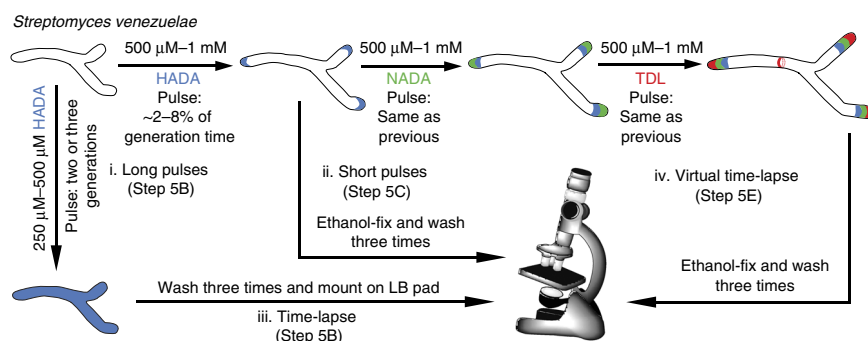 Streptomyces venezuelae
500 μM–1 mM
HADA
Pulse:
~2–8% of
generation time
500 μM–1 mM
NADA
Pulse:
Same as
previous
500 μM–1 mM
TDL
Pulse:
Same as
previous
250 μM–500 μM HADA
Pulse: two or three
generations
i. Long pulses
(Step 5B)
ii. Short pulses
(Step 5C)
iv. Virtual time-lapse
(Step 5E)
Ethanol-fix and wash
three times
Ethanol-fix and wash
three times
Wash three times and mount on LB pad
iii. Time-lapse
(Step 5B)